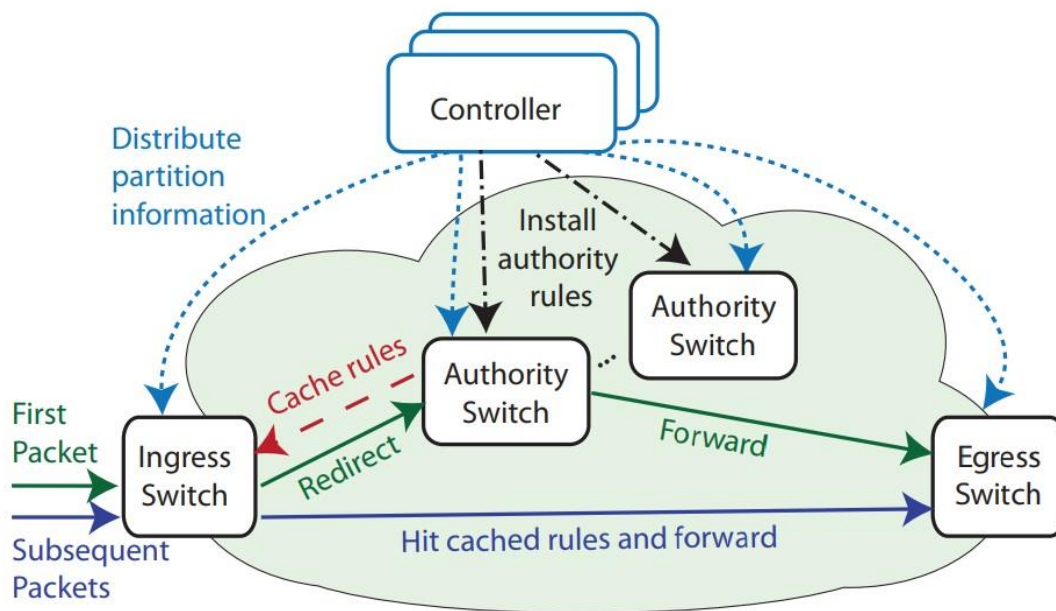 Controller
Distribute
partition
information
Install
authority
rules
Authority
Switch
Cache rules
Authority
Switch
First
Packet
Ingress
Switch
Redirect
Forward
Egress
Switch
Hit cached rules and forward
Subsequent
Packets